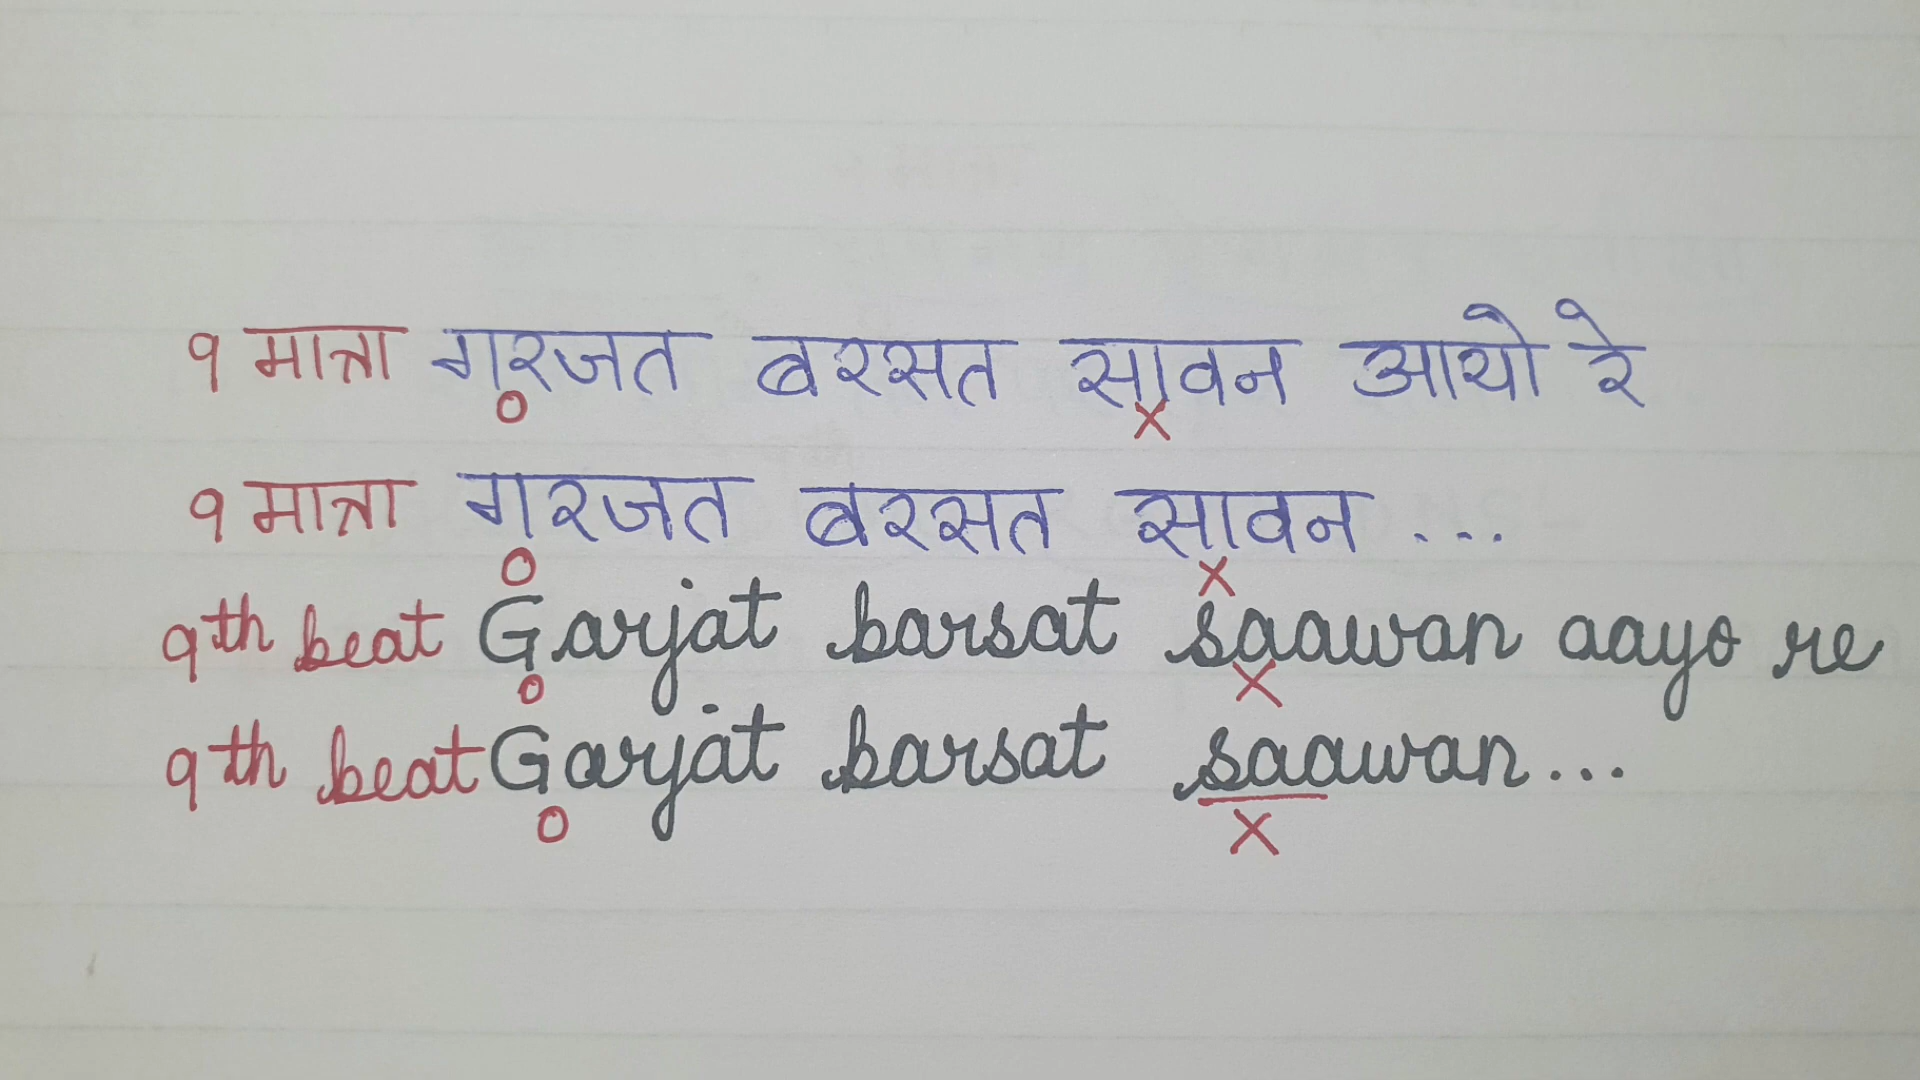 9 मात्रा गरजत बरसत सावन आयो रे
o x
9 मात्रा गरजत बरसत सावन ...
o x
9th beat Garjat barsat saawan aayo re
o x
9th beat Garjat barsat saawan...
o x